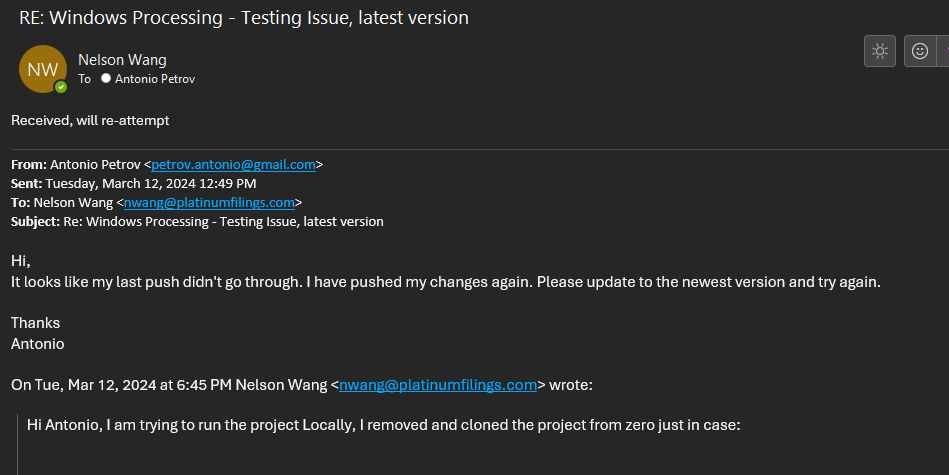 RE: Windows Processing - Testing Issue, latest version
NW
Nelson Wang
To Antonio Petrov
Received, will re-attempt
From: Antonio Petrov <petrov.antonio@gmail.com>
Sent: Tuesday, March 12, 2024 12:49 PM
To: Nelson Wang <nwang@platinumfilings.com>
Subject: Re: Windows Processing - Testing Issue, latest version
Hi,
It looks like my last push didn't go through. I have pushed my changes again. Please update to the newest version and try again.
Thanks
Antonio
On Tue, Mar 12, 2024 at 6:45 PM Nelson Wang <nwang@platinumfilings.com> wrote:
Hi Antonio, I am trying to run the project Locally, I removed and cloned the project from zero just in case: